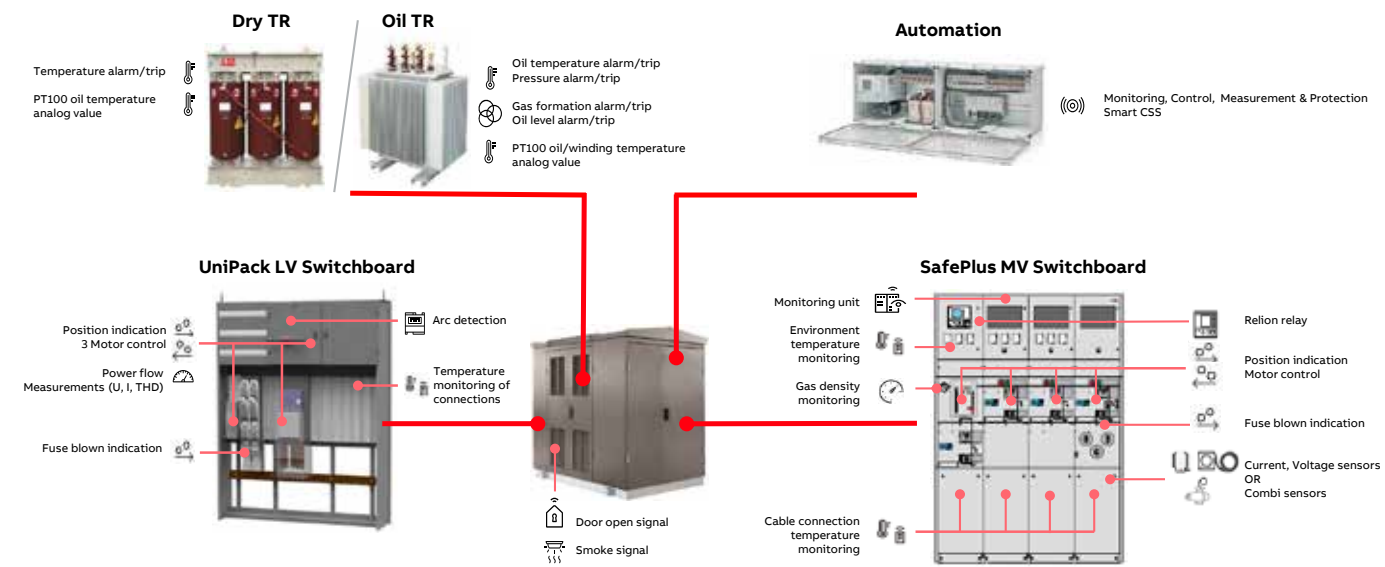 Dry TR
Oil TR
Automation
Temperature alarm/trip
PT100 oil temperature
analog value
Oil temperature alarm/trip
Pressure alarm/trip
Gas formation alarm/trip
Oil level alarm/trip
PT100 oil/winding temperature
analog value
Monitoring, Control, Measurement & Protection
Smart CSS
UniPack LV Switchboard
SafePlus MV Switchboard
Position indication
3 Motor control
Power flow
Measurements (U, I, THD)
Fuse blown indication
Arc detection
Temperature
monitoring of
connections
Door open signal
Smoke signal
Monitoring unit
Environment
temperature
monitoring
Gas density
monitoring
Cable connection
temperature
monitoring
Relion relay
Position indication
Motor control
Fuse blown indication
Current, Voltage sensors
OR
Combi sensors